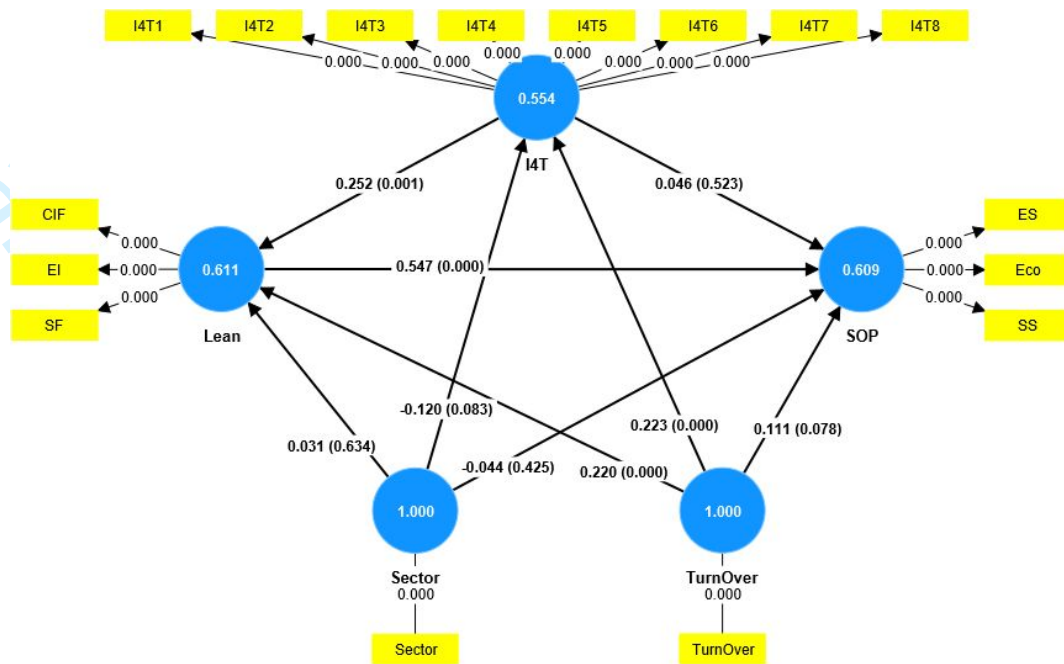 I4T1 I4T2 I4T3 I4T4 I4T5 I4T6 I4T7 I4T8
0.000 0.000 0.000 0.000 0.000 0.000 0.000 0.000
0.554
I4T
0.252 (0.001) 0.046 (0.523)
CIF 0.000 0.000 ES
EI 0.000 0.611 0.547 (0.000) 0.609 0.000 Eco
SF 0.000 0.000 SS
Lean SOP
-0.120 (0.083)
0.031 (0.634) 0.223 (0.000) 0.111 (0.078)
-0.044 (0.425) 0.220 (0.000)
1.000 1.000
Sector TurnOver
0.000 0.000
Sector TurnOver